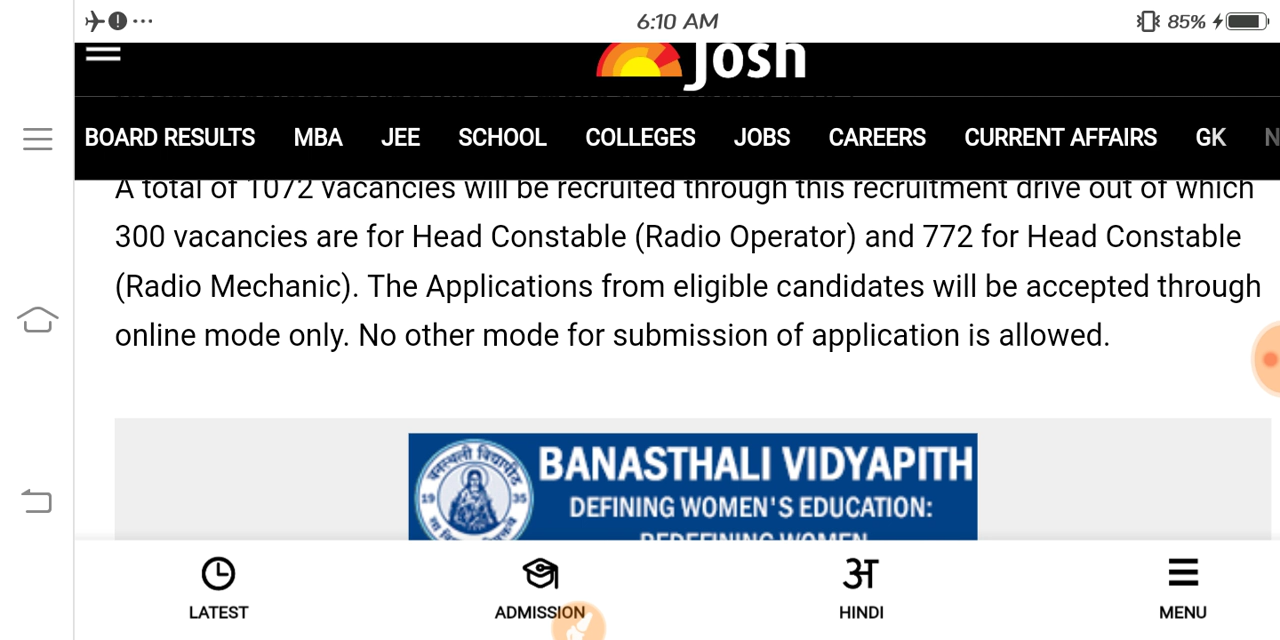 6:10 AM
85%
Josh
BOARD RESULTS MBA JEE SCHOOL COLLEGES JOBS CAREERS CURRENT AFFAIRS GK N
A total of 1072 vacancies will be recruited through this recruitment drive out of which
300 vacancies are for Head Constable (Radio Operator) and 772 for Head Constable
(Radio Mechanic). The Applications from eligible candidates will be accepted through
online mode only. No other mode for submission of application is allowed.
वनस्थली विद्यापीठ
19 35
BANASTHALI VIDYAPITH
DEFINING WOMEN'S EDUCATION:
REDEFINING WOMEN
LATEST ADMISSION अ HINDI MENU